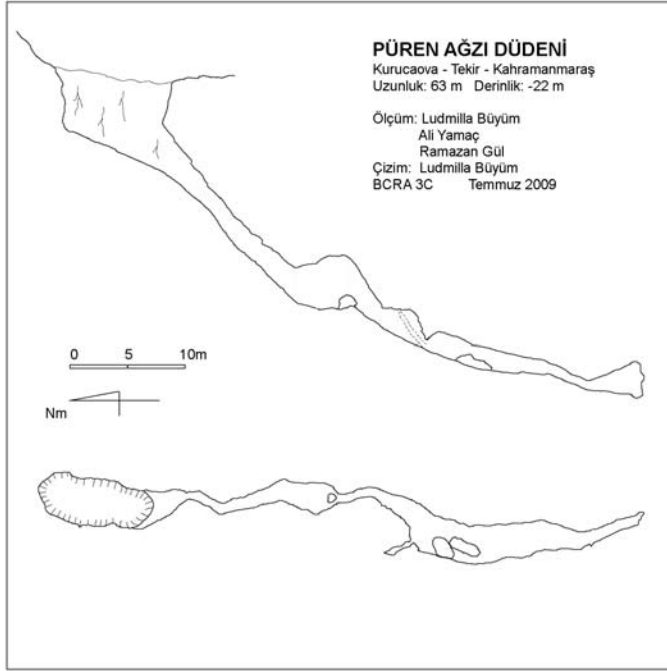 PÜREN AĞZI DÜDENİ
Kurucaova - Tekir - Kahramanmaraş
Uzunluk: 63 m Derinlik: -22 m
Ölçüm: Ludmilla Büyüm
Ali Yamaç
Ramazan Gül
Çizim: Ludmilla Büyüm
BCRA 3C Temmuz 2009
0 5 10m
Nm